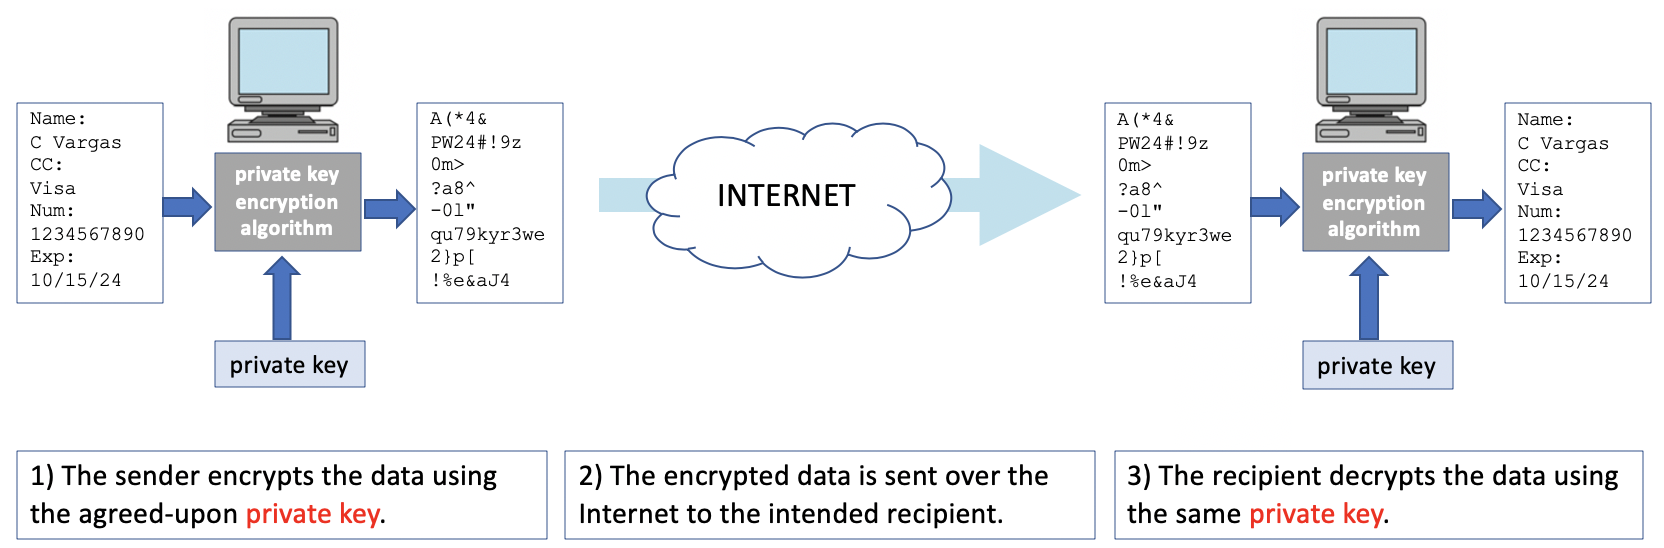 Name:
C Vargas
CC:
Visa
Num:
1234567890
Exp:
10/15/24
private key
encryption
algorithm
private key
A(*4&
PW24#!9z
0m>
?a8^
-0l"
qu79kyr3we
2}p[
!%e&aJ4
INTERNET
A(*4&
PW24#!9z
0m>
?a8^
-0l"
qu79kyr3we
2}p[
!%e&aJ4
private key
encryption
algorithm
private key
Name:
C Vargas
CC:
Visa
Num:
1234567890
Exp:
10/15/24
1) The sender encrypts the data using
the agreed-upon private key.
2) The encrypted data is sent over the
Internet to the intended recipient.
3) The recipient decrypts the data using
the same private key.